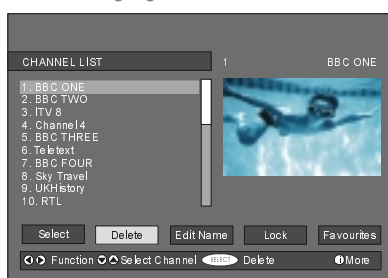 CHANNEL LIST
1 BBC ONE
1. BBC ONE
2. BBC TWO
3. ITV 8
4. Channel 4
5. BBC THREE
6. Teletext
7. BBC FOUR
8. Sky Travel
9. UKHistory
10. RTL
Select Delete Edit Name Lock Favourites
Function Select Channel SELECT Delete More